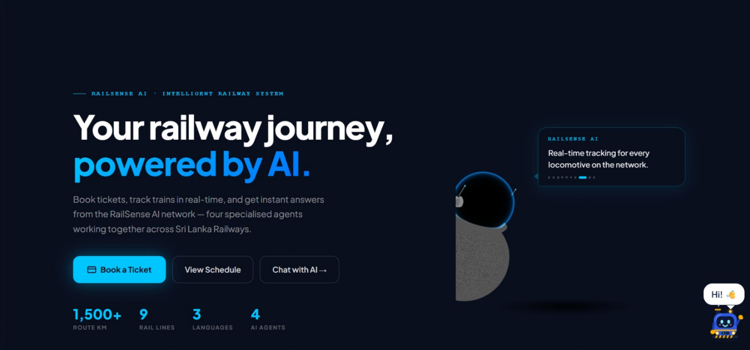 RAILSENSE AI · INTELLIGENT RAILWAY SYSTEM
Your railway journey,
powered by AI.
Book tickets, track trains in real-time, and get instant answers
from the RailSense AI network — four specialised agents
working together across Sri Lanka Railways.
Book a Ticket
View Schedule
Chat with AI →
1,500+
ROUTE KM
9
RAIL LINES
3
LANGUAGES
4
AI AGENTS
RAILSENSE AI
Real-time tracking for every
locomotive on the network.
Hi! 👋